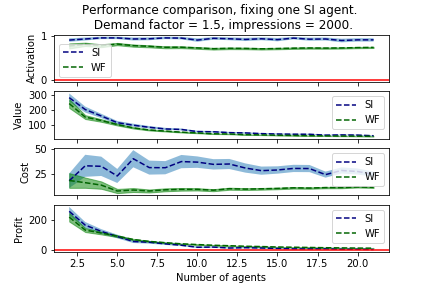 Performance comparison, fixing one SI agent.
Demand factor = 1.5, impressions = 2000.
1
0
Activation
SI
WF
300
200
100
Value
SI
WF
50
25
Cost
SI
WF
200
0
Profit
SI
WF
2.5 5.0 7.5 10.0 12.5 15.0 17.5 20.0
Number of agents